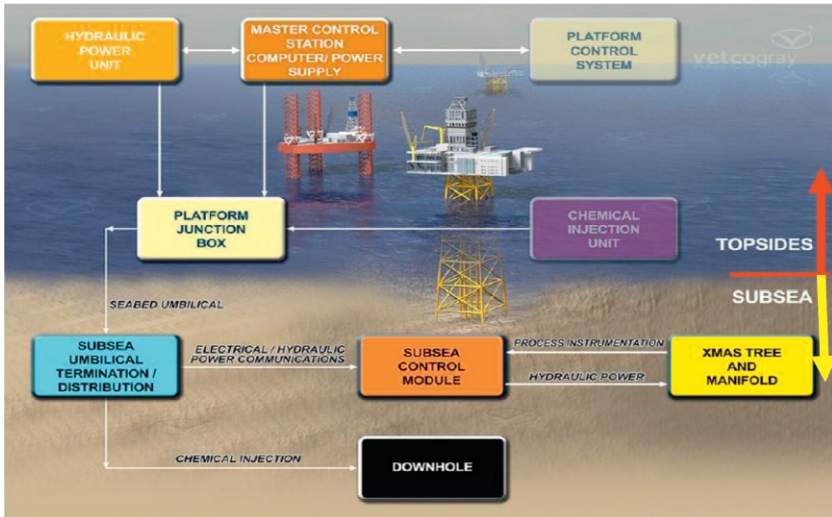 HYDRAULIC
POWER
UNIT
MASTER CONTROL
STATION
COMPUTER/ POWER
SUPPLY
PLATFORM
CONTROL
SYSTEM
vetcogray
PLATFORM
JUNCTION
BOX
CHEMICAL
INJECTION
UNIT
TOPSIDES
SUBSEA
SEABED UMBILICAL
SUBSEA
UMBILICAL
TERMINATION /
DISTRIBUTION
ELECTRICAL / HYDRAULIC
POWER COMMUNICATIONS
SUBSEA
CONTROL
MODULE
PROCESS INSTRUMENTATION
HYDRAULIC POWER
XMAS TREE
AND
MANIFOLD
CHEMICAL INJECTION
DOWNHOLE